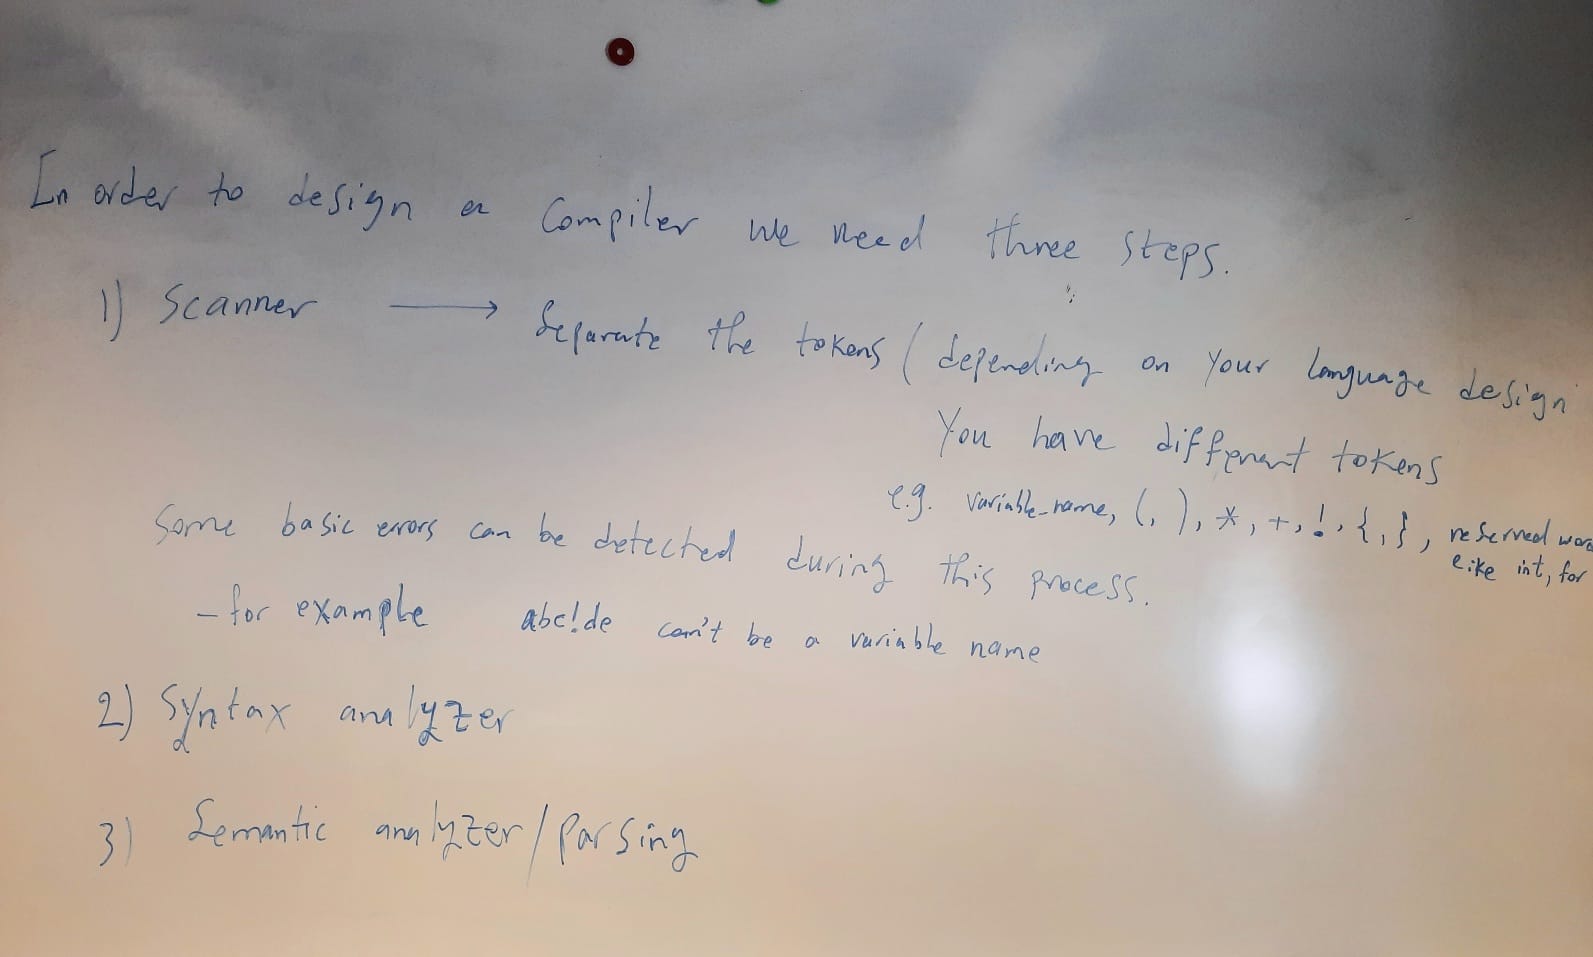 In order to design a Compiler we need three steps.
1) Scanner → Separate the tokens ( depending on your language design
You have different tokens
e.g. variable_name, (, ), *, +, !, {, }, reserved word
like int, for
Some basic errors can be detected during this process.
- for example abc!de can't be a variable name
2) Syntax analyzer
3) Semantic analyzer/parsing